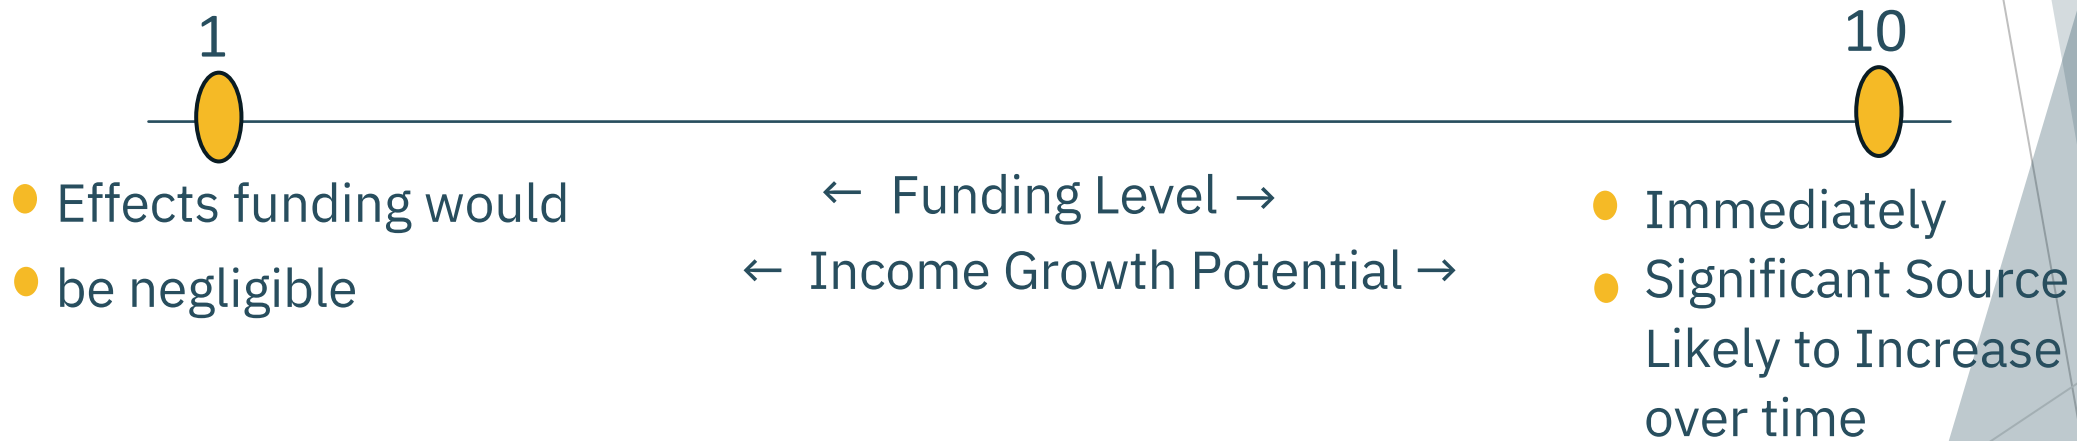 1
10
Effects funding would
be negligible
← Funding Level →
← Income Growth Potential →
Immediately
Significant Source
Likely to Increase
over time